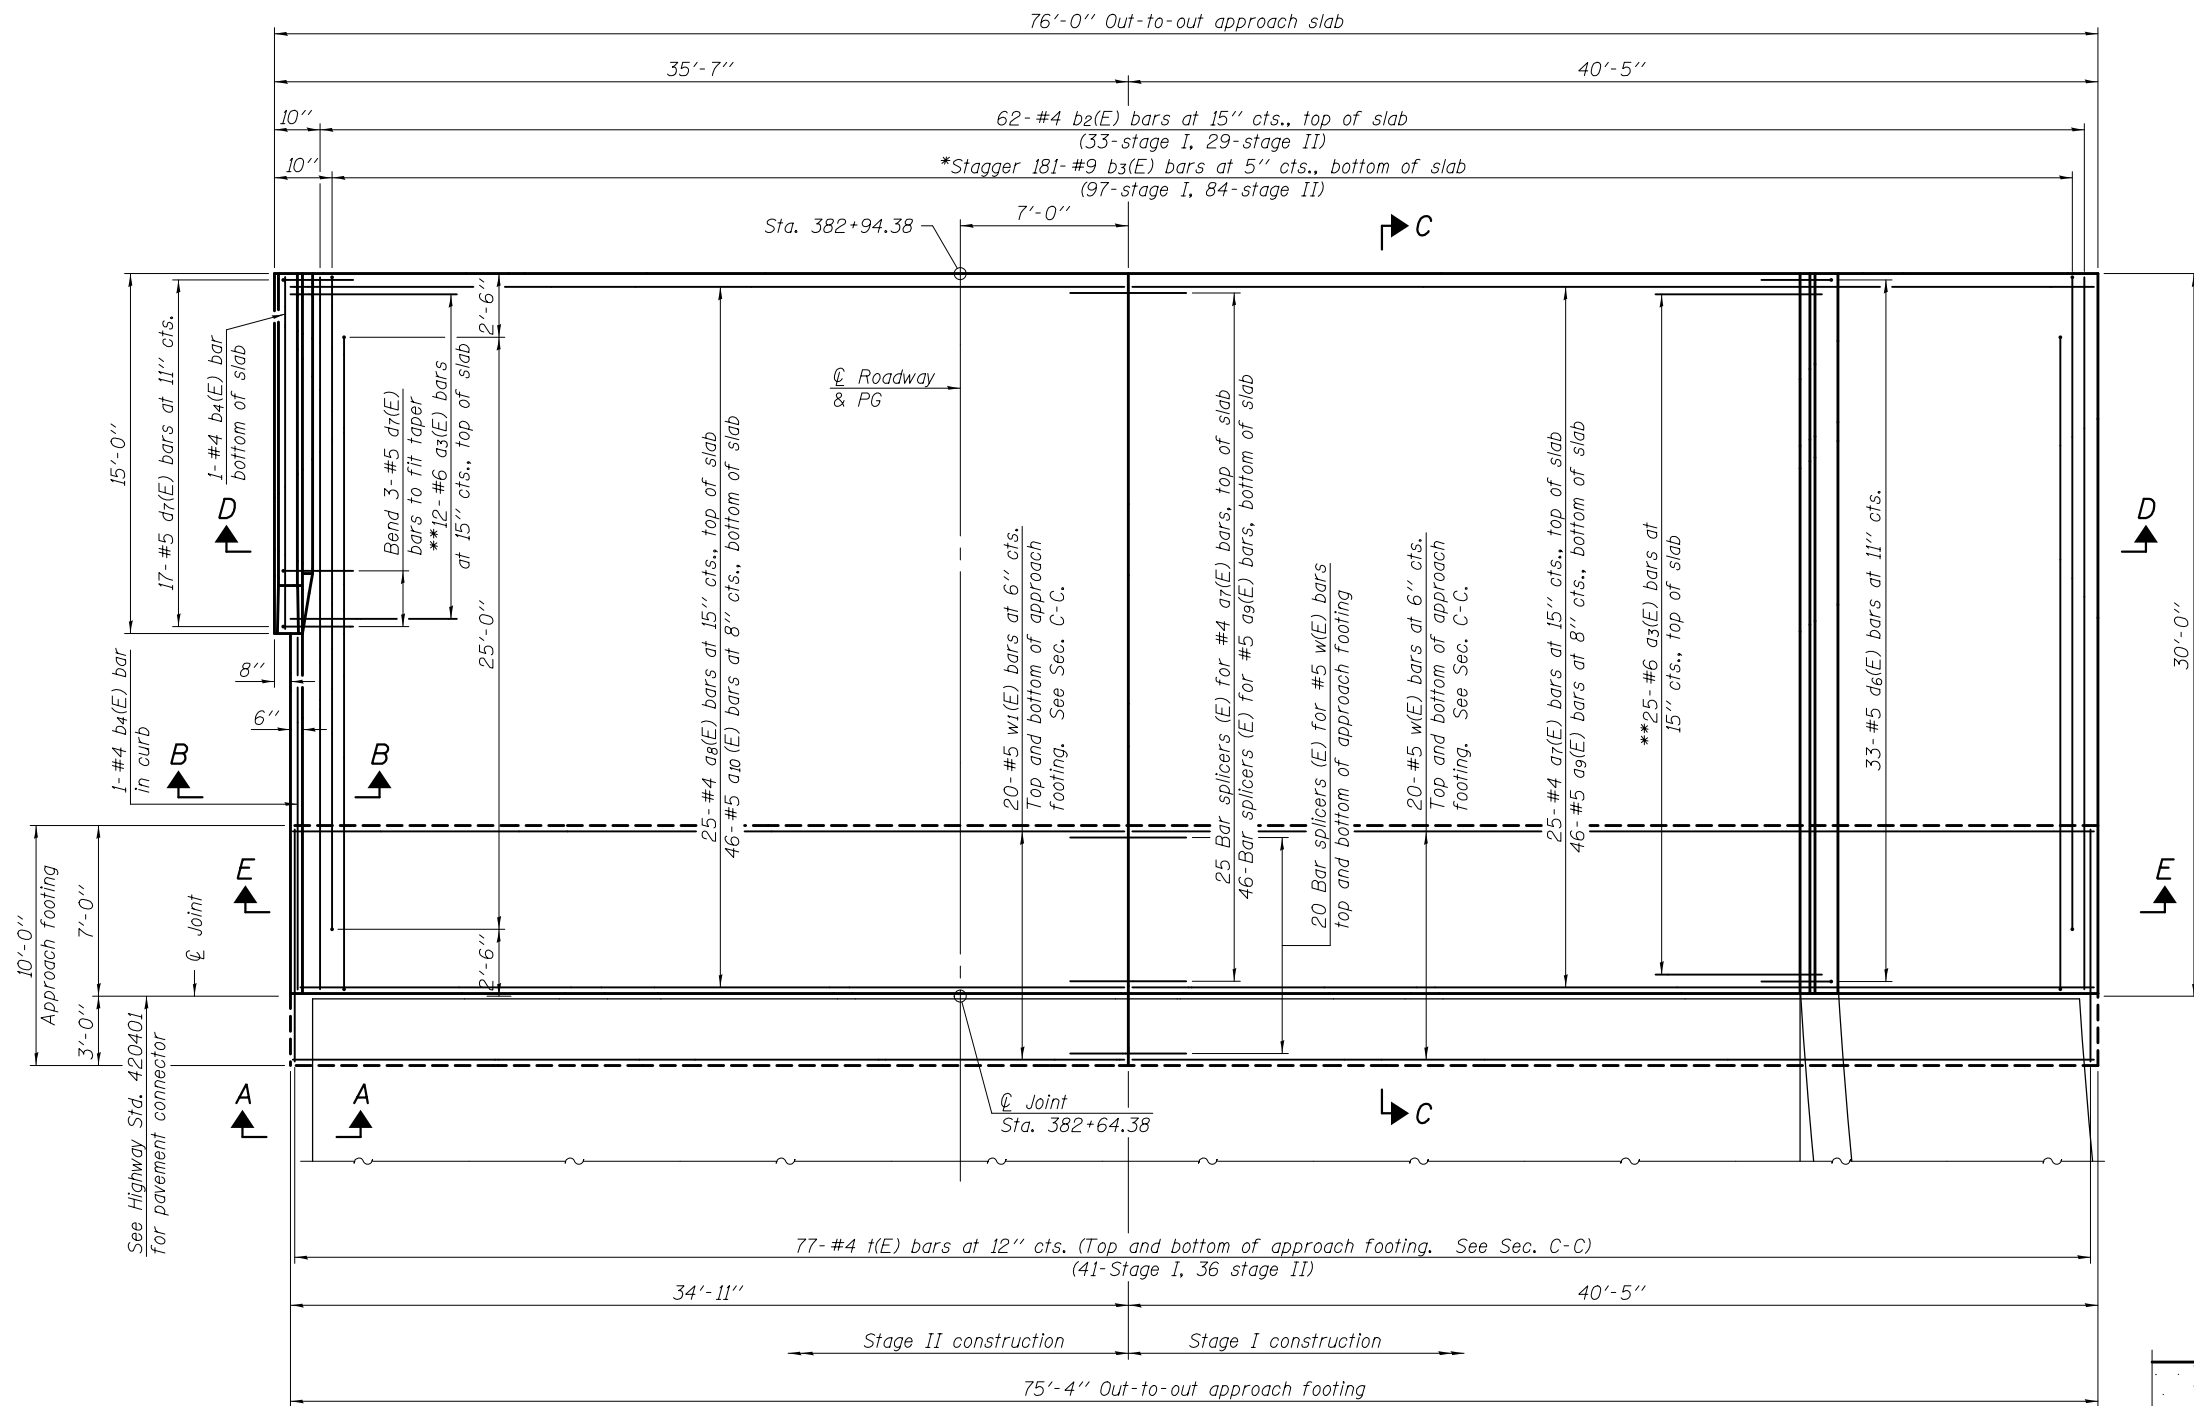 76'-0" Out-to-out approach slab
35'-7"
40'-5"
10"
62-#4 b2(E) bars at 15" cts., top of slab
(33-stage I, 29-stage II)
10"
*Stagger 181-#9 b3(E) bars at 5" cts., bottom of slab
(97-stage I, 84-stage II)
7'-0"
Sta. 382+94.38
C
15'-0"
17-#5 d7(E) bars at 11" cts.
1-#4 b4(E) bar
bottom of slab
D
Bend 3-#5 d7(E)
bars to fit taper
**12-#6 a3(E) bars
at 15" cts., top of slab
2'-6"
25'-0"
2'-6"
℄ Roadway
& PG
25-#4 a8(E) bars at 15" cts., top of slab
46-#5 a10(E) bars at 8" cts., bottom of slab
20-#5 w1(E) bars at 6" cts.
Top and bottom of approach
footing. See Sec. C-C.
25 Bar splicers (E) for #4 a7(E) bars, top of slab
46-Bar splicers (E) for #5 a9(E) bars, bottom of slab
20 Bar splicers (E) for #5 w(E) bars
top and bottom of approach footing
20-#5 w(E) bars at 6" cts.
Top and bottom of approach
footing. See Sec. C-C.
25-#4 a7(E) bars at 15" cts., top of slab
46-#5 a9(E) bars at 8" cts., bottom of slab
**25-#6 a3(E) bars at
15" cts., top of slab
33-#5 d6(E) bars at 11" cts.
D
30'-0"
8"
6"
1-#4 b4(E) bar
in curb
B
B
10'-0"
Approach footing
7'-0"
3'-0"
E
℄ Joint
E
See Highway Std. 420401
for pavement connector
A
A
℄ Joint
Sta. 382+64.38
C
77-#4 t(E) bars at 12" cts. (Top and bottom of approach footing. See Sec. C-C)
(41-Stage I, 36 stage II)
34'-11"
40'-5"
Stage II construction
Stage I construction
75'-4" Out-to-out approach footing